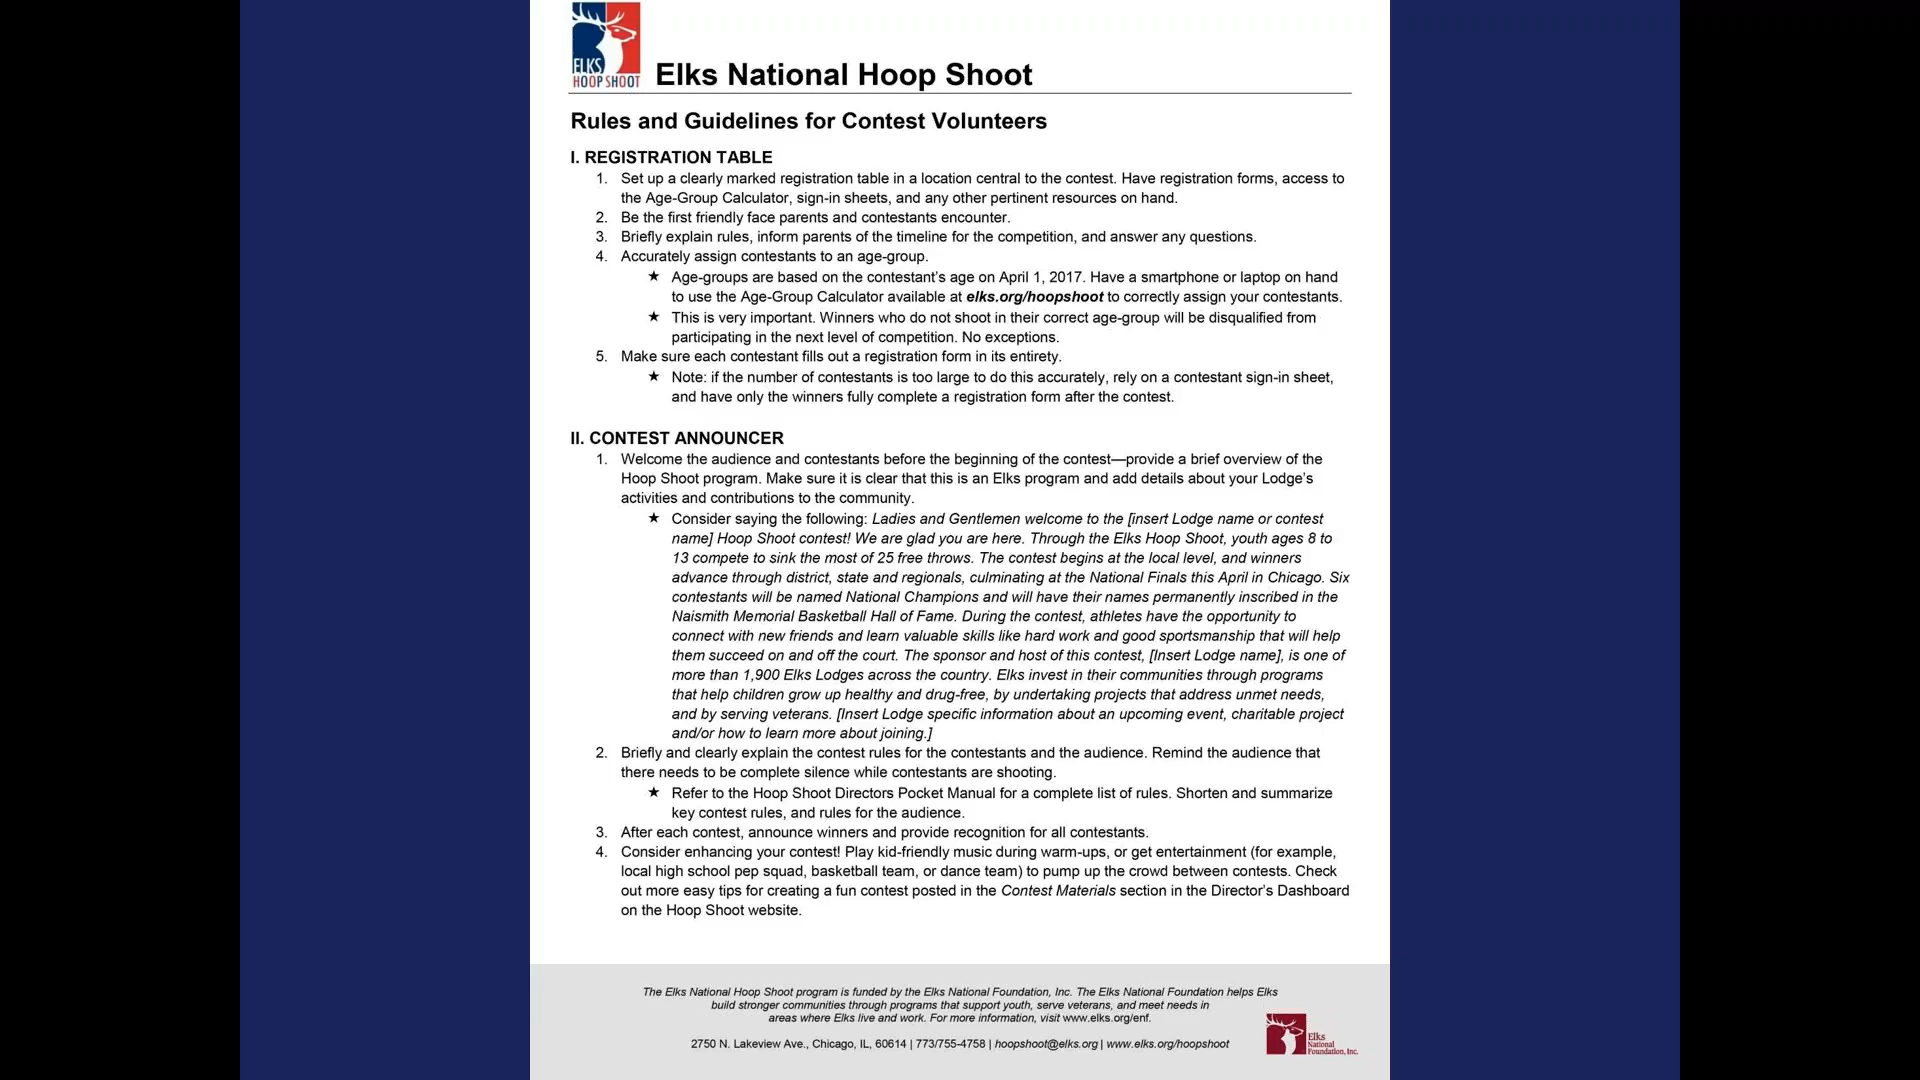 ELKS
HOOP SHOOT
Elks National Hoop Shoot
Rules and Guidelines for Contest Volunteers
I. REGISTRATION TABLE
1. Set up a clearly marked registration table in a location central to the contest. Have registration forms, access to
the Age-Group Calculator, sign-in sheets, and any other pertinent resources on hand.
2. Be the first friendly face parents and contestants encounter.
3. Briefly explain rules, inform parents of the timeline for the competition, and answer any questions.
4. Accurately assign contestants to an age-group.
★ Age-groups are based on the contestant's age on April 1, 2017. Have a smartphone or laptop on hand
to use the Age-Group Calculator available at elks.org/hoopshoot to correctly assign your contestants.
★ This is very important. Winners who do not shoot in their correct age-group will be disqualified from
participating in the next level of competition. No exceptions.
5. Make sure each contestant fills out a registration form in its entirety.
★ Note: if the number of contestants is too large to do this accurately, rely on a contestant sign-in sheet,
and have only the winners fully complete a registration form after the contest.
II. CONTEST ANNOUNCER
1. Welcome the audience and contestants before the beginning of the contest—provide a brief overview of the
Hoop Shoot program. Make sure it is clear that this is an Elks program and add details about your Lodge's
activities and contributions to the community.
★ Consider saying the following: Ladies and Gentlemen welcome to the [insert Lodge name or contest
name] Hoop Shoot contest! We are glad you are here. Through the Elks Hoop Shoot, youth ages 8 to
13 compete to sink the most of 25 free throws. The contest begins at the local level, and winners
advance through district, state and regionals, culminating at the National Finals this April in Chicago. Six
contestants will be named National Champions and will have their names permanently inscribed in the
Naismith Memorial Basketball Hall of Fame. During the contest, athletes have the opportunity to
connect with new friends and learn valuable skills like hard work and good sportsmanship that will help
them succeed on and off the court. The sponsor and host of this contest, [Insert Lodge name], is one of
more than 1,900 Elks Lodges across the country. Elks invest in their communities through programs
that help children grow up healthy and drug-free, by undertaking projects that address unmet needs,
and by serving veterans. [Insert Lodge specific information about an upcoming event, charitable project
and/or how to learn more about joining.]
2. Briefly and clearly explain the contest rules for the contestants and the audience. Remind the audience that
there needs to be complete silence while contestants are shooting.
★ Refer to the Hoop Shoot Directors Pocket Manual for a complete list of rules. Shorten and summarize
key contest rules, and rules for the audience.
3. After each contest, announce winners and provide recognition for all contestants.
4. Consider enhancing your contest! Play kid-friendly music during warm-ups, or get entertainment (for example,
local high school pep squad, basketball team, or dance team) to pump up the crowd between contests. Check
out more easy tips for creating a fun contest posted in the Contest Materials section in the Director's Dashboard
on the Hoop Shoot website.
The Elks National Hoop Shoot program is funded by the Elks National Foundation, Inc. The Elks National Foundation helps Elks
build stronger communities through programs that support youth, serve veterans, and meet needs in
areas where Elks live and work. For more information, visit www.elks.org/enf.
2750 N. Lakeview Ave., Chicago, IL, 60614 | 773/755-4758 | hoopshoot@elks.org | www.elks.org/hoopshoot
Elks
National
Foundation, Inc.